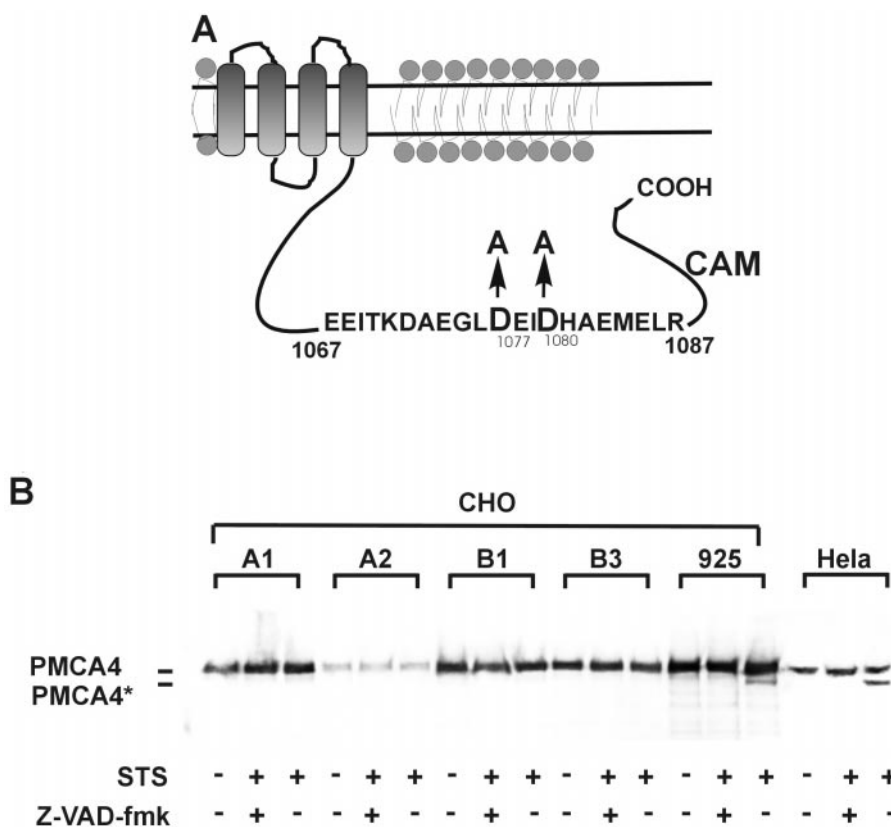 A
COOH
A A
CAM
EEITKDAEGLDEIDHAEMELR
1067 1077 1080 1087
B
CHO
A1 A2 B1 B3 925 Hela
PMCA4
PMCA4*
STS - + + - + + - + + - + + - + + - + +
Z-VAD-fmk - + - - + - - + - - + - - + - - + -